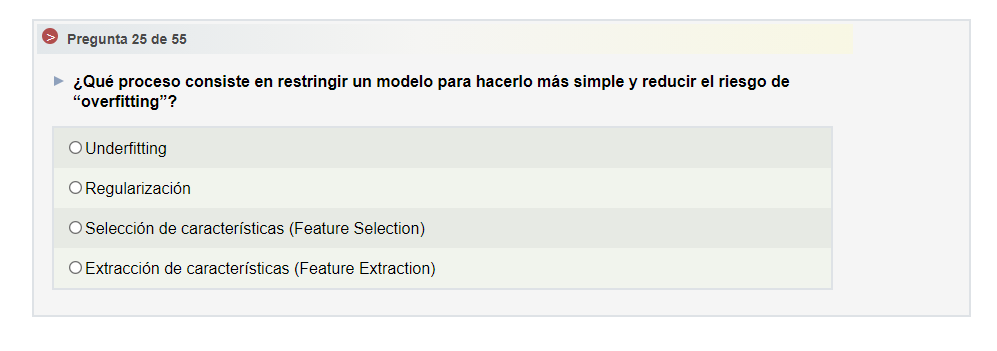 Pregunta 25 de 55
¿Qué proceso consiste en restringir un modelo para hacerlo más simple y reducir el riesgo de
“overfitting”?
Underfitting
Regularización
Selección de características (Feature Selection)
Extracción de características (Feature Extraction)